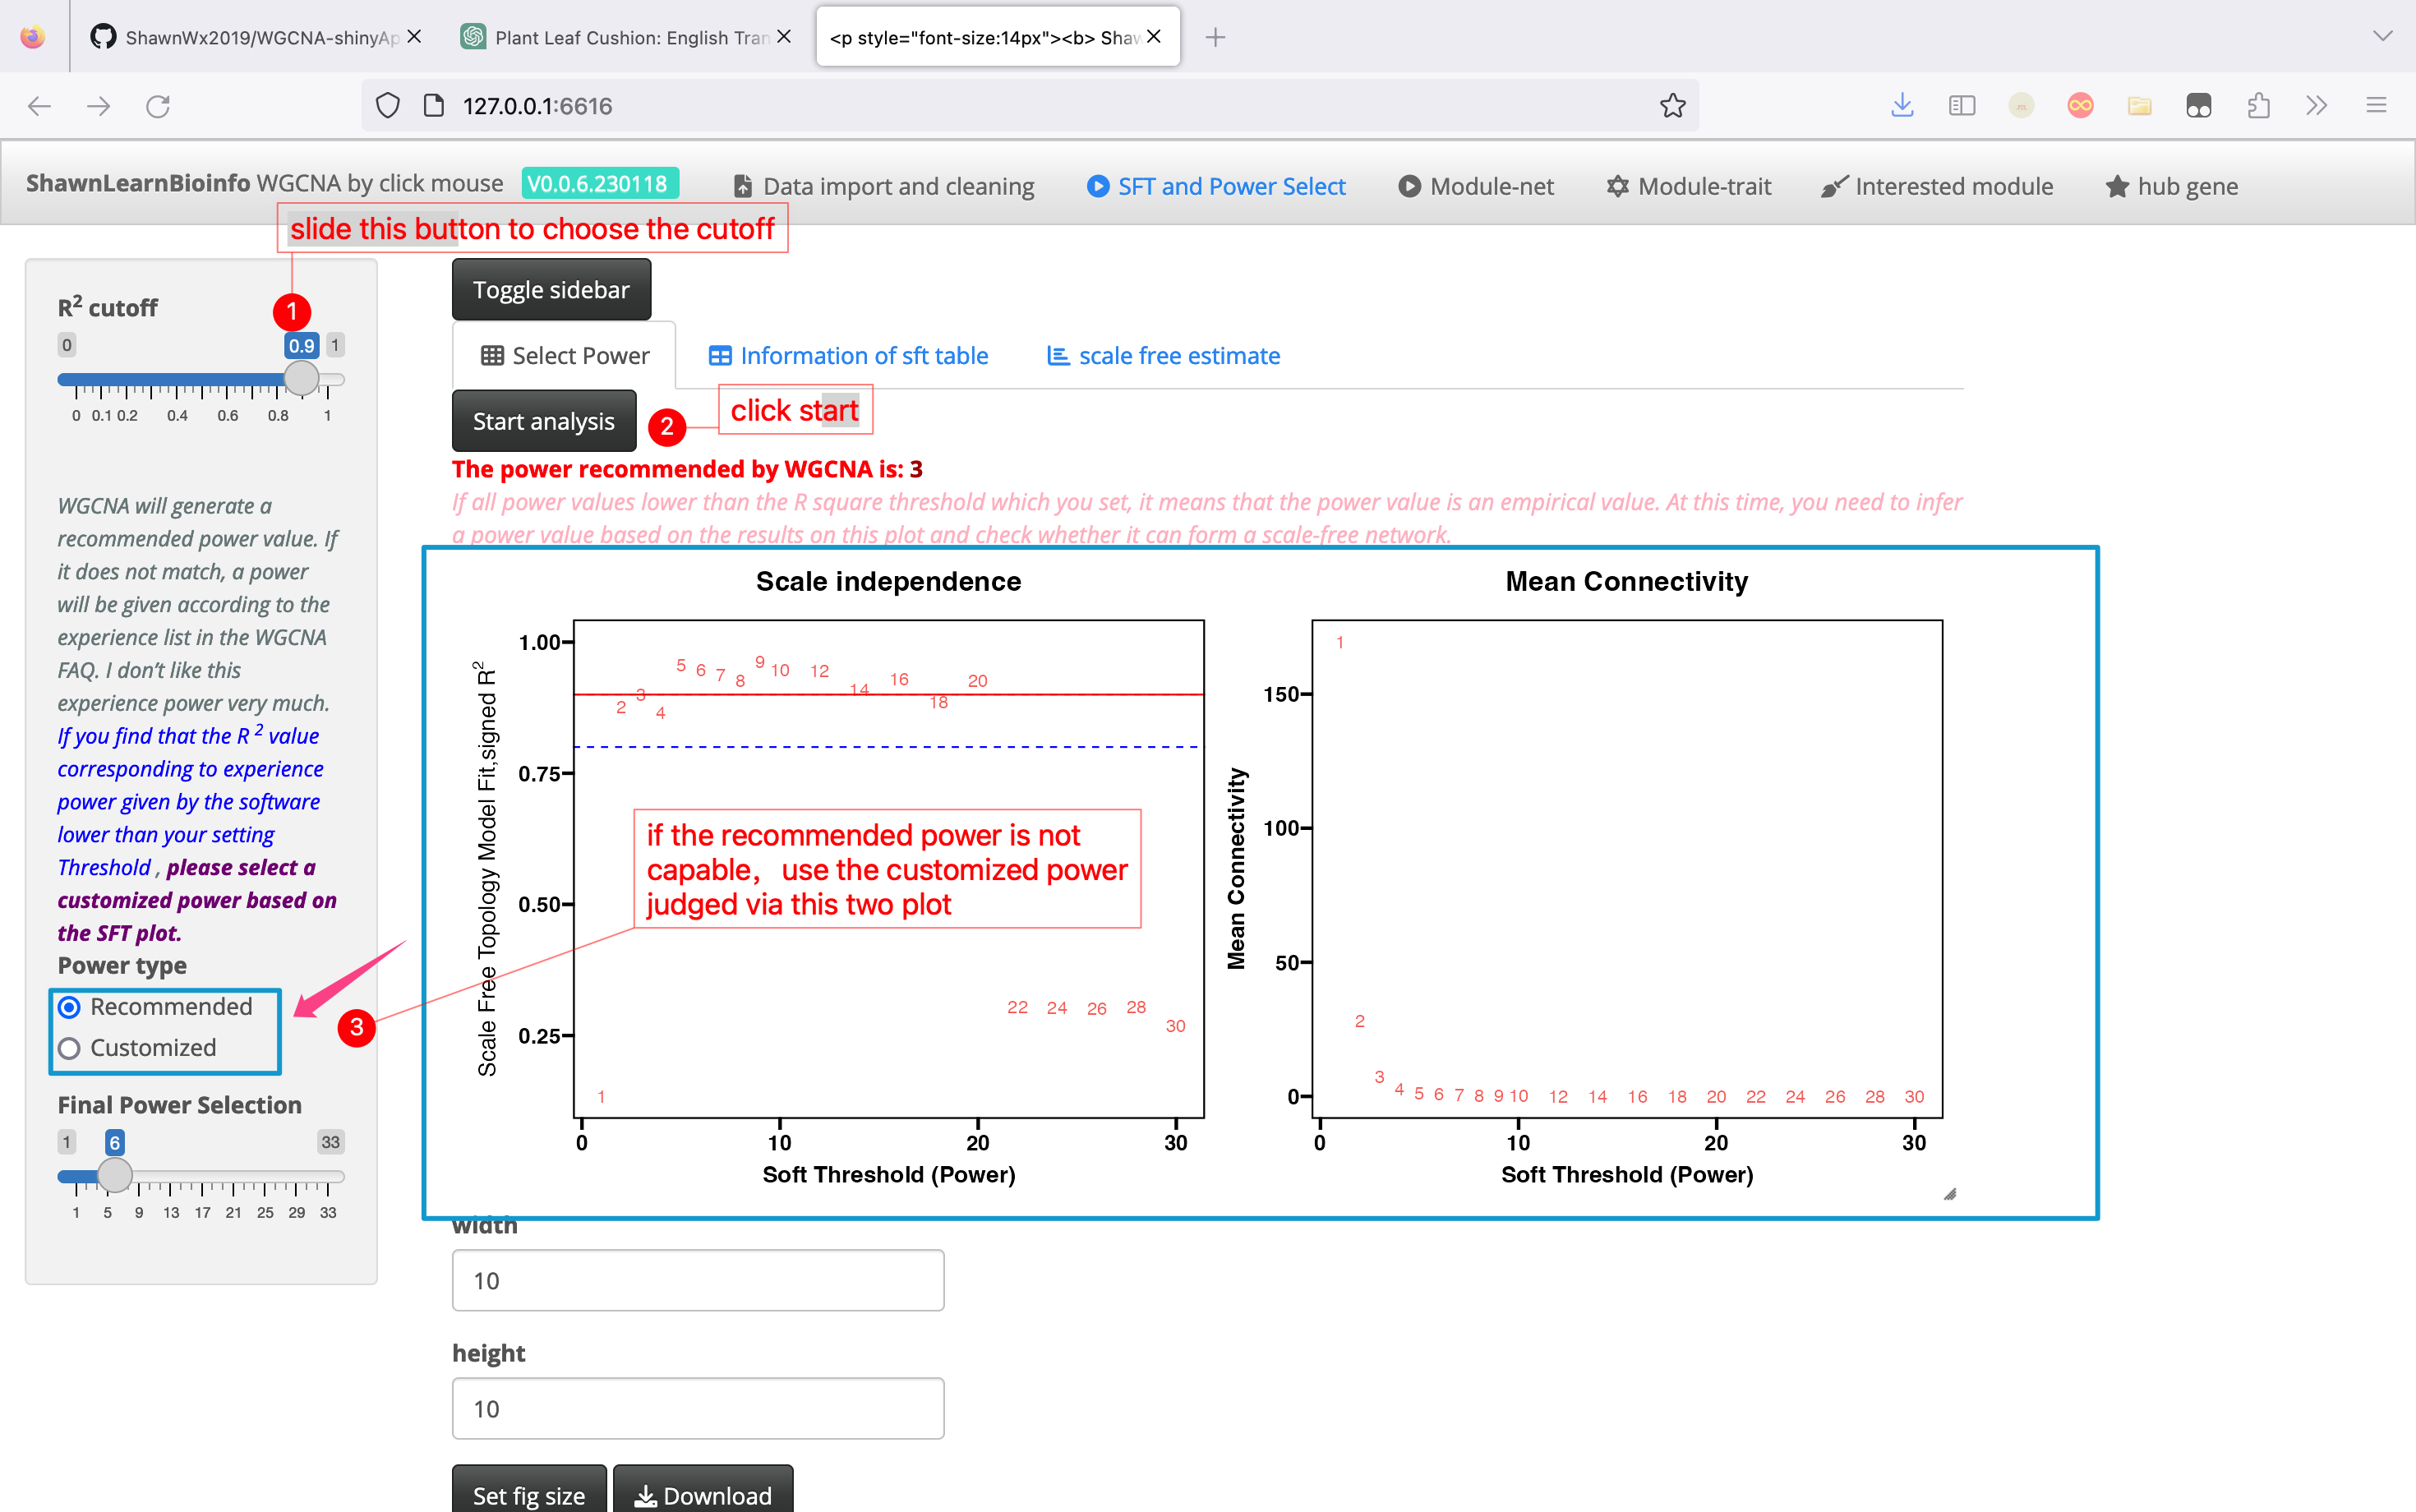 ShawnWx2019/WGCNA-shinyAp
Plant Leaf Cushion: English Tran
<p style="font-size:14px"><b> Shaw
127.0.0.1:6616
ShawnLearnBioinfo WGCNA by click mouse V0.0.6.230118
Data import and cleaning
SFT and Power Select
Module-net
Module-trait
Interested module
hub gene
slide this button to choose the cutoff
1
R² cutoff
0 0.9 1
0 0.1 0.2 0.4 0.6 0.8 1
WGCNA will generate a
recommended power value. If
it does not match, a power
will be given according to the
experience list in the WGCNA
FAQ. I don’t like this
experience power very much.
If you find that the R ² value
corresponding to experience
power given by the software
lower than your setting
Threshold , please select a
customized power based on
the SFT plot.
Power type
Recommended
Customized
3
Final Power Selection
1 6 33
1 5 9 13 17 21 25 29 33
Toggle sidebar
Select Power
Information of sft table
scale free estimate
Start analysis
2
click start
The power recommended by WGCNA is: 3
If all power values lower than the R square threshold which you set, it means that the power value is an empirical value. At this time, you need to infer
a power value based on the results on this plot and check whether it can form a scale-free network.
Scale independence
Scale Free Topology Model Fit,signed R²
1.00
0.75
0.50
0.25
5 6 7 8 9 10 12 14 16 18 20
2 3 4
if the recommended power is not
capable， use the customized power
judged via this two plot
22 24 26 28 30
1
0 10 20 30
Soft Threshold (Power)
Mean Connectivity
Mean Connectivity
150
100
50
0
1
2
3 4 5 6 7 8 9 10 12 14 16 18 20 22 24 26 28 30
0 10 20 30
Soft Threshold (Power)
width
10
height
10
Set fig size
Download